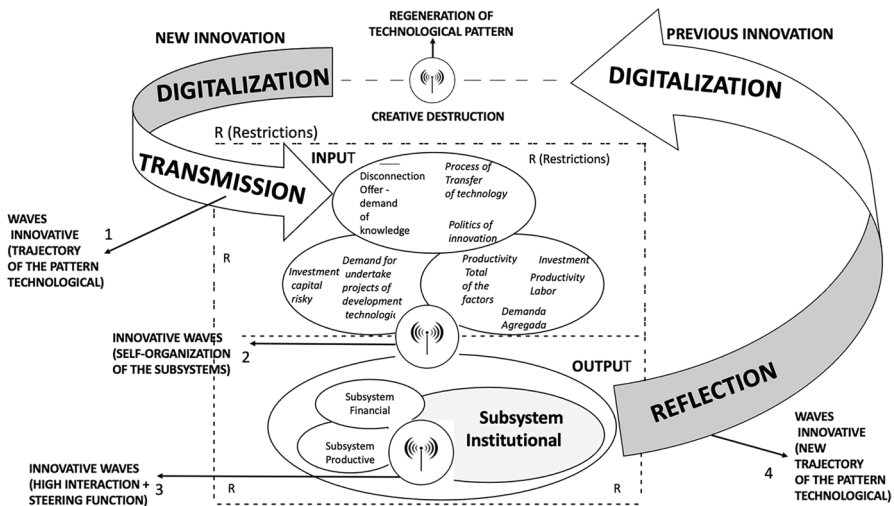 REGENERATION OF
TECHNOLOGICAL PATTERN
NEW INNOVATION
PREVIOUS INNOVATION
DIGITALIZATION
DIGITALIZATION
CREATIVE DESTRUCTION
R (Restrictions)
TRANSMISSION
INPUT
R (Restrictions)
Disconnection
Offer -
demand
of
knowledge
Process of
Transfer
of technology
Politics of
innovation
WAVES
INNOVATIVE
(TRAJECTORY
OF THE PATTERN
TECHNOLOGICAL)
1
R
Investment
capital
risky
Demand for
undertake
projects of
development
technologic
Productivity
Total
of the
factors
Investment
Productivity
Labor
Demanda
Agregada
INNOVATIVE WAVES
(SELF-ORGANIZATION
OF THE SUBSYSTEMS)
2
OUTPUT
REFLECTION
Subsystem
Financial
Subsystem
Productive
Subsystem
Institutional
INNOVATIVE WAVES
(HIGH INTERACTION +
STEERING FUNCTION)
3
R
R
WAVES
INNOVATIVE
(NEW
TRAJECTORY
OF THE PATTERN
TECHNOLOGICAL)
4